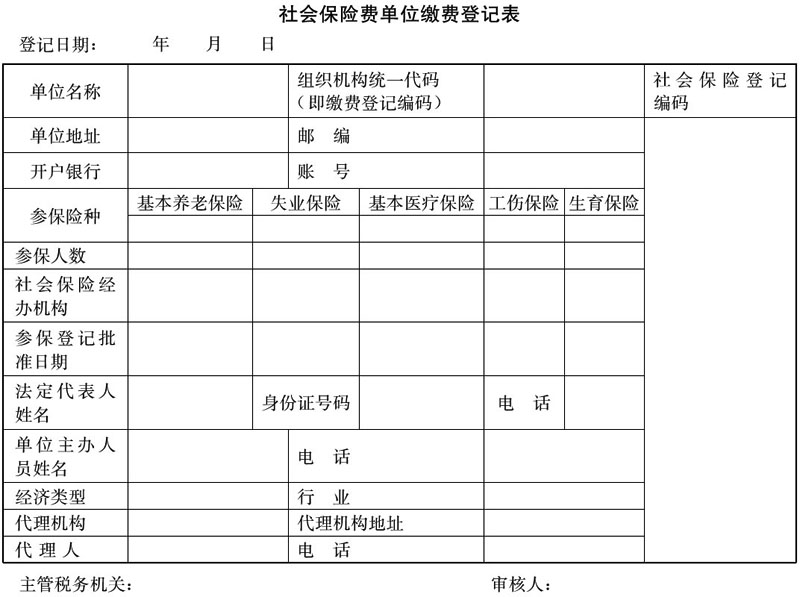 社会保险费单位缴费登记表
登记日期： 年 月 日
单位名称 组织机构统一代码 社会保险登记
（即缴费登记编码） 编码
单位地址 邮 编
开户银行 账 号
参保险种 基本养老保险 失业保险 基本医疗保险 工伤保险 生育保险
参保人数
社会保险经
办机构
参保登记批
准日期
法定代表人
姓名 身份证号码 电 话
单位主办人
员姓名 电 话
经济类型 行 业
代理机构 代理机构地址
代理人 电 话
主管税务机关： 审核人：